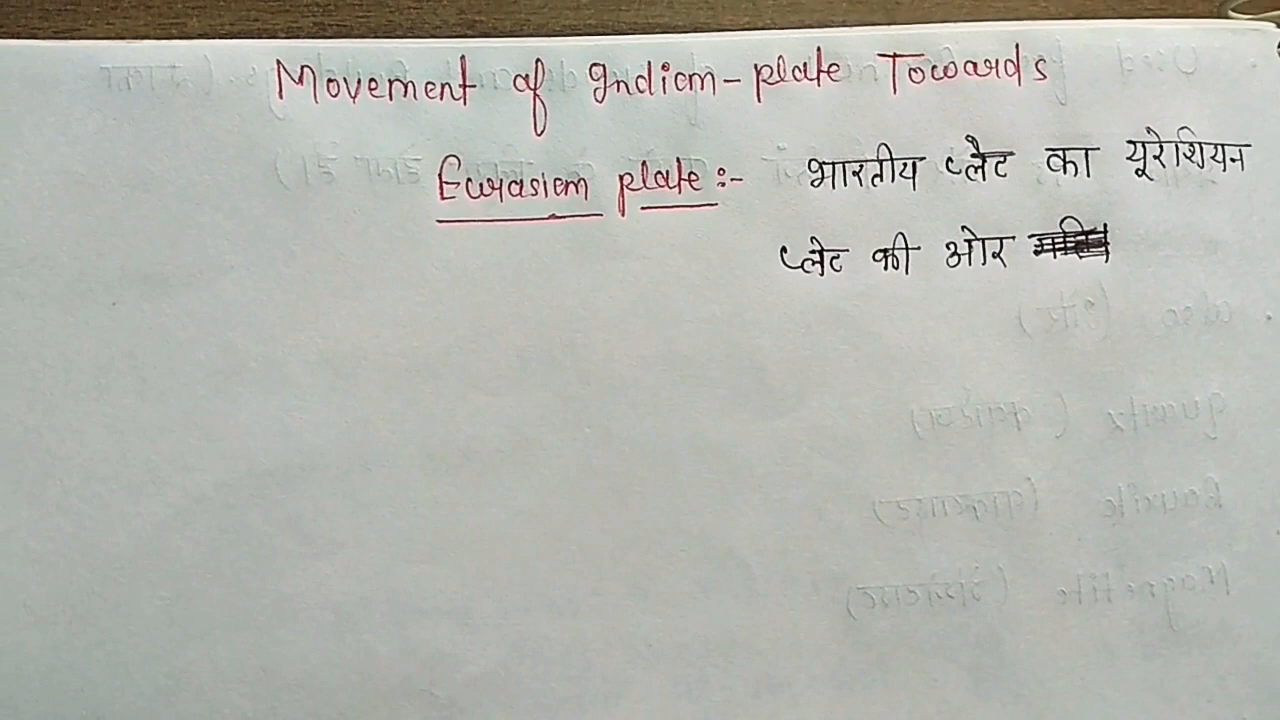 Movement of Indian-plate Towards
Eurasian plate :- भारतीय प्लैट का यूरेशियन
प्लेट की ओर